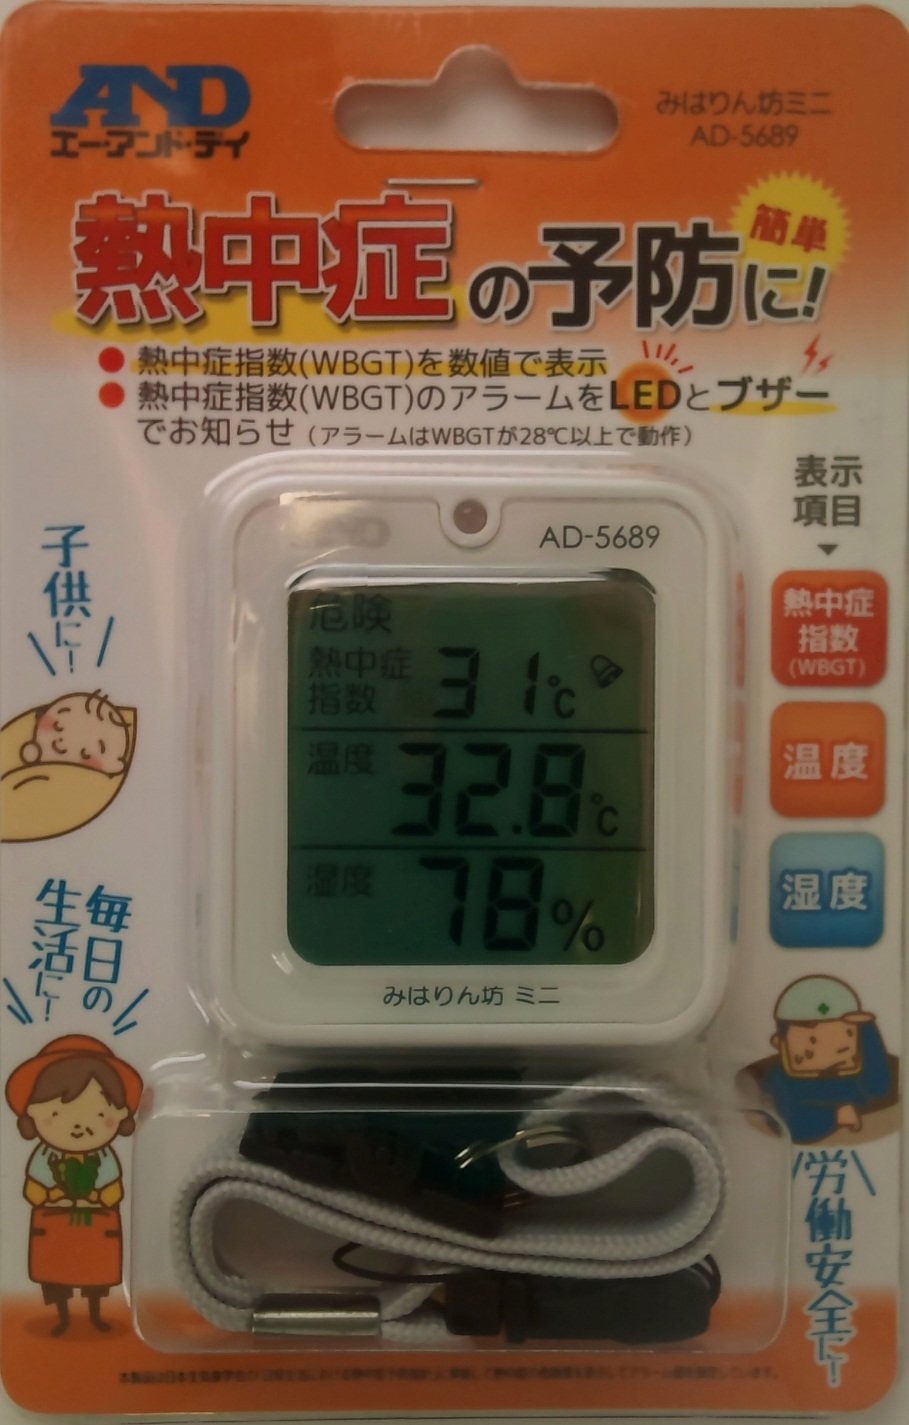 AND
エー・アンド・デイ
みはりん坊ミニ
AD-5689
熱中症の予防に!
簡単
● 熱中症指数(WBGT)を数値で表示
● 熱中症指数(WBGT)のアラームをLEDとブザー
でお知らせ（アラームはWBGTが28℃以上で動作）
表示
項目
熱中症
指数
(WBGT)
温度
湿度
子供に!
毎日の
生活に!
労働安全に!
AD-5689
危険
熱中症
指数
31℃
温度
32.8℃
湿度
78%
みはりん坊 ミニ